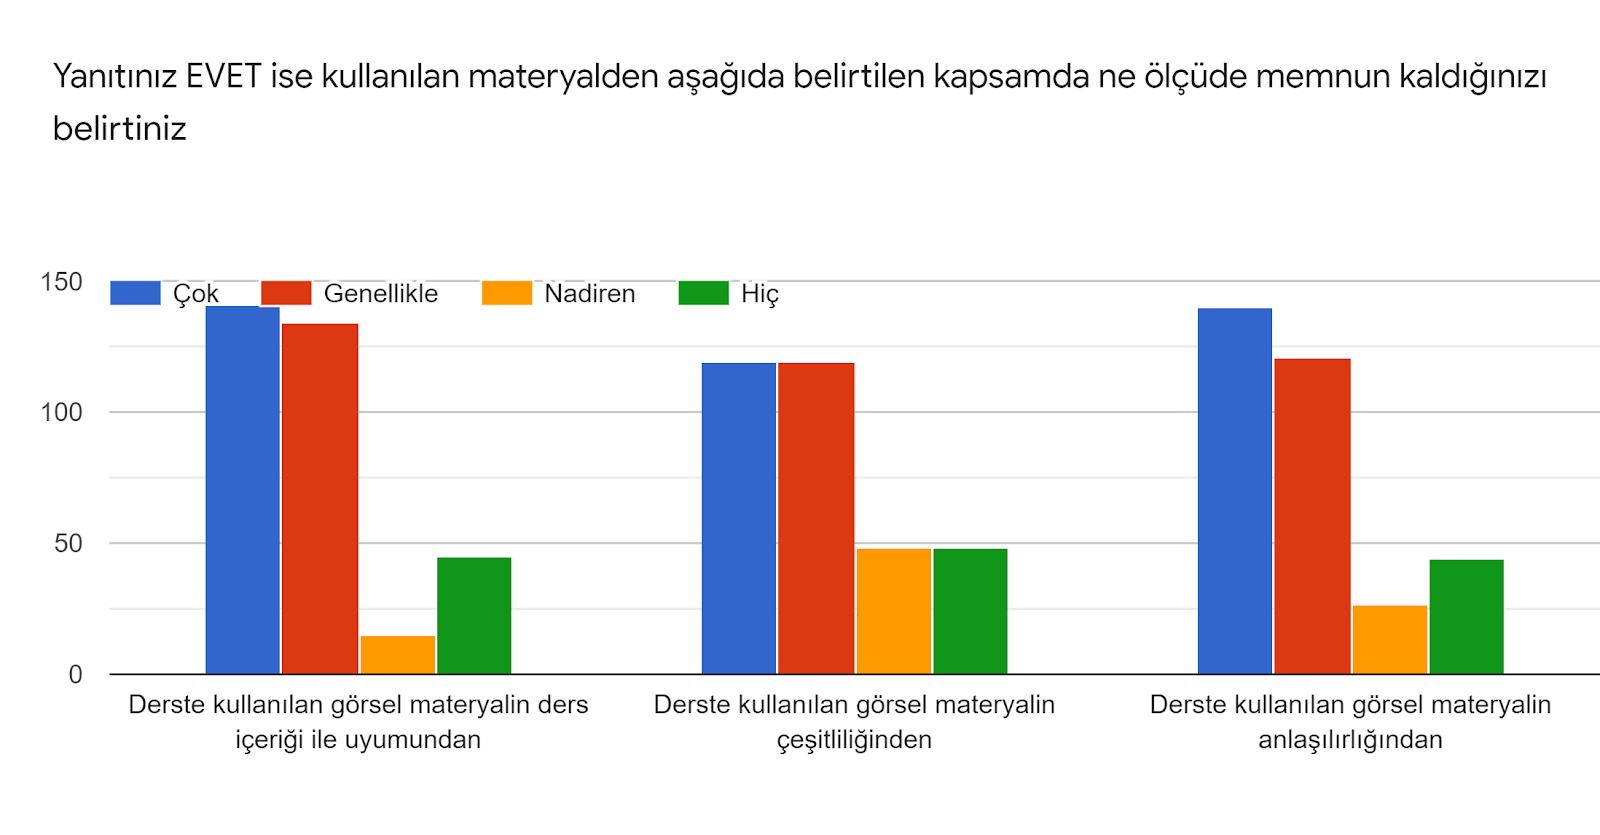 Yanıtınız EVET ise kullanılan materyalden aşağıda belirtilen kapsamda ne ölçüde memnun kaldığınızı
belirtiniz
150
Çok
Genellikle
Nadiren
Hiç
100
50
0
Derste kullanılan görsel materyalin ders
içeriği ile uyumundan
Derste kullanılan görsel materyalin
çeşitliliğinden
Derste kullanılan görsel materyalin
anlaşılırlığından